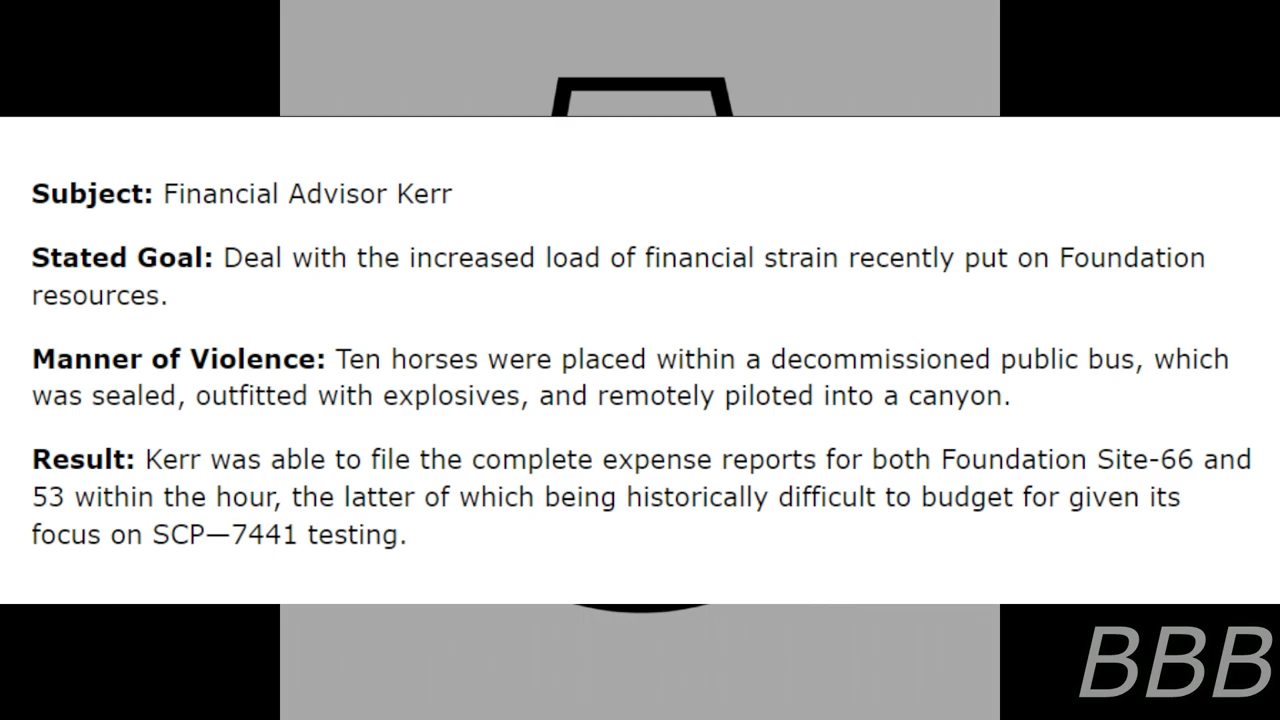 Subject: Financial Advisor Kerr
Stated Goal: Deal with the increased load of financial strain recently put on Foundation
resources.
Manner of Violence: Ten horses were placed within a decommissioned public bus, which
was sealed, outfitted with explosives, and remotely piloted into a canyon.
Result: Kerr was able to file the complete expense reports for both Foundation Site-66 and
53 within the hour, the latter of which being historically difficult to budget for given its
focus on SCP—7441 testing.
BBB